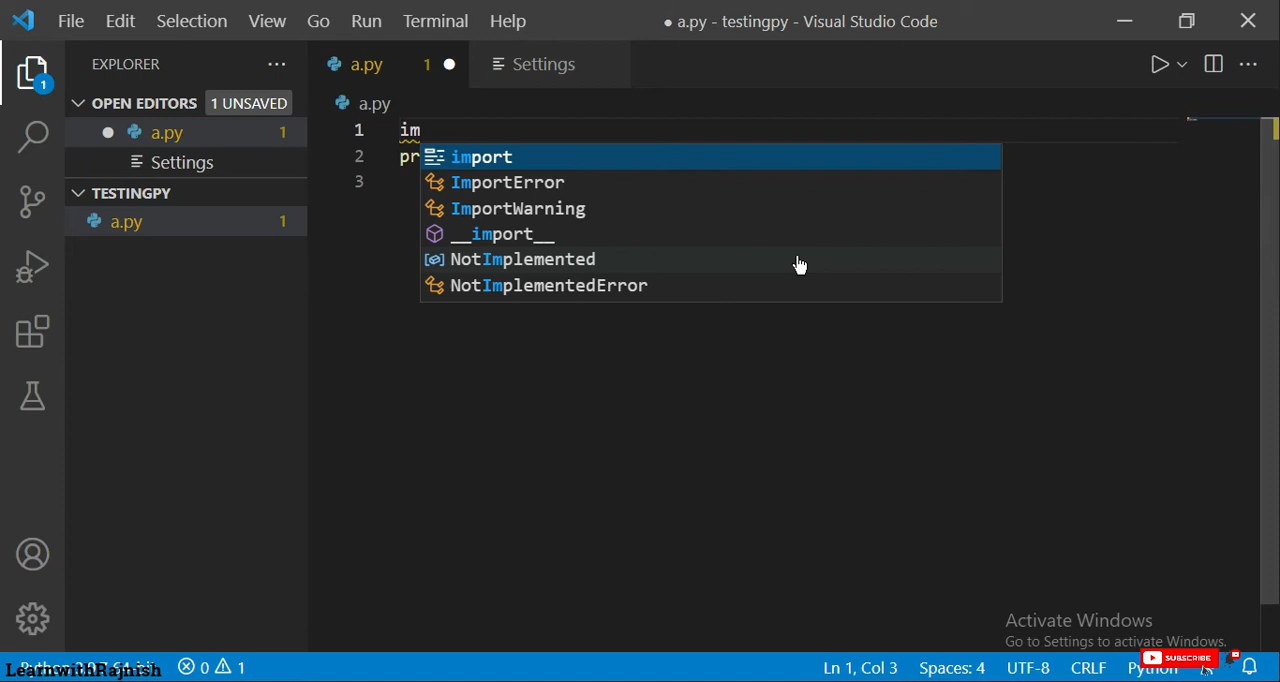 File Edit Selection View Go Run Terminal Help
● a.py - testingpy - Visual Studio Code
EXPLORER
a.py 1
Settings
OPEN EDITORS 1 UNSAVED
a.py 1
Settings
TESTINGPY
a.py 1
1
a.py
1 im
2 pr
3
import
ImportError
ImportWarning
__import__
NotImplemented
NotImplementedError
Activate Windows
Go to Settings to activate Windows.
SUBSCRIBE
LearnwithRajnish
0 1
Ln 1, Col 3 Spaces: 4 UTF-8 CRLF Python